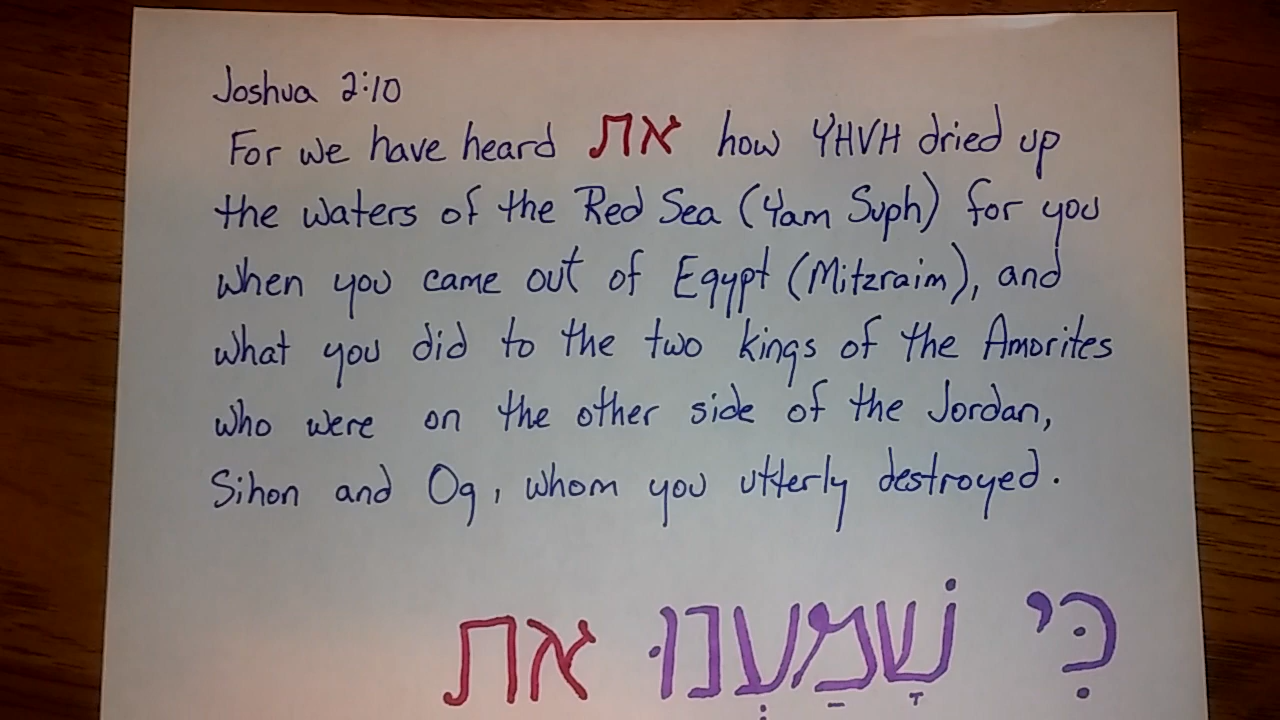 Joshua 2:10
For we have heard את how YHVH dried up
the waters of the Red Sea (Yam Suph) for you
when you came out of Egypt (Mitzraim), and
what you did to the two kings of the Amorites
who were on the other side of the Jordan,
Sihon and Og, whom you utterly destroyed.
כִּי שָׁמַעְנוּ את